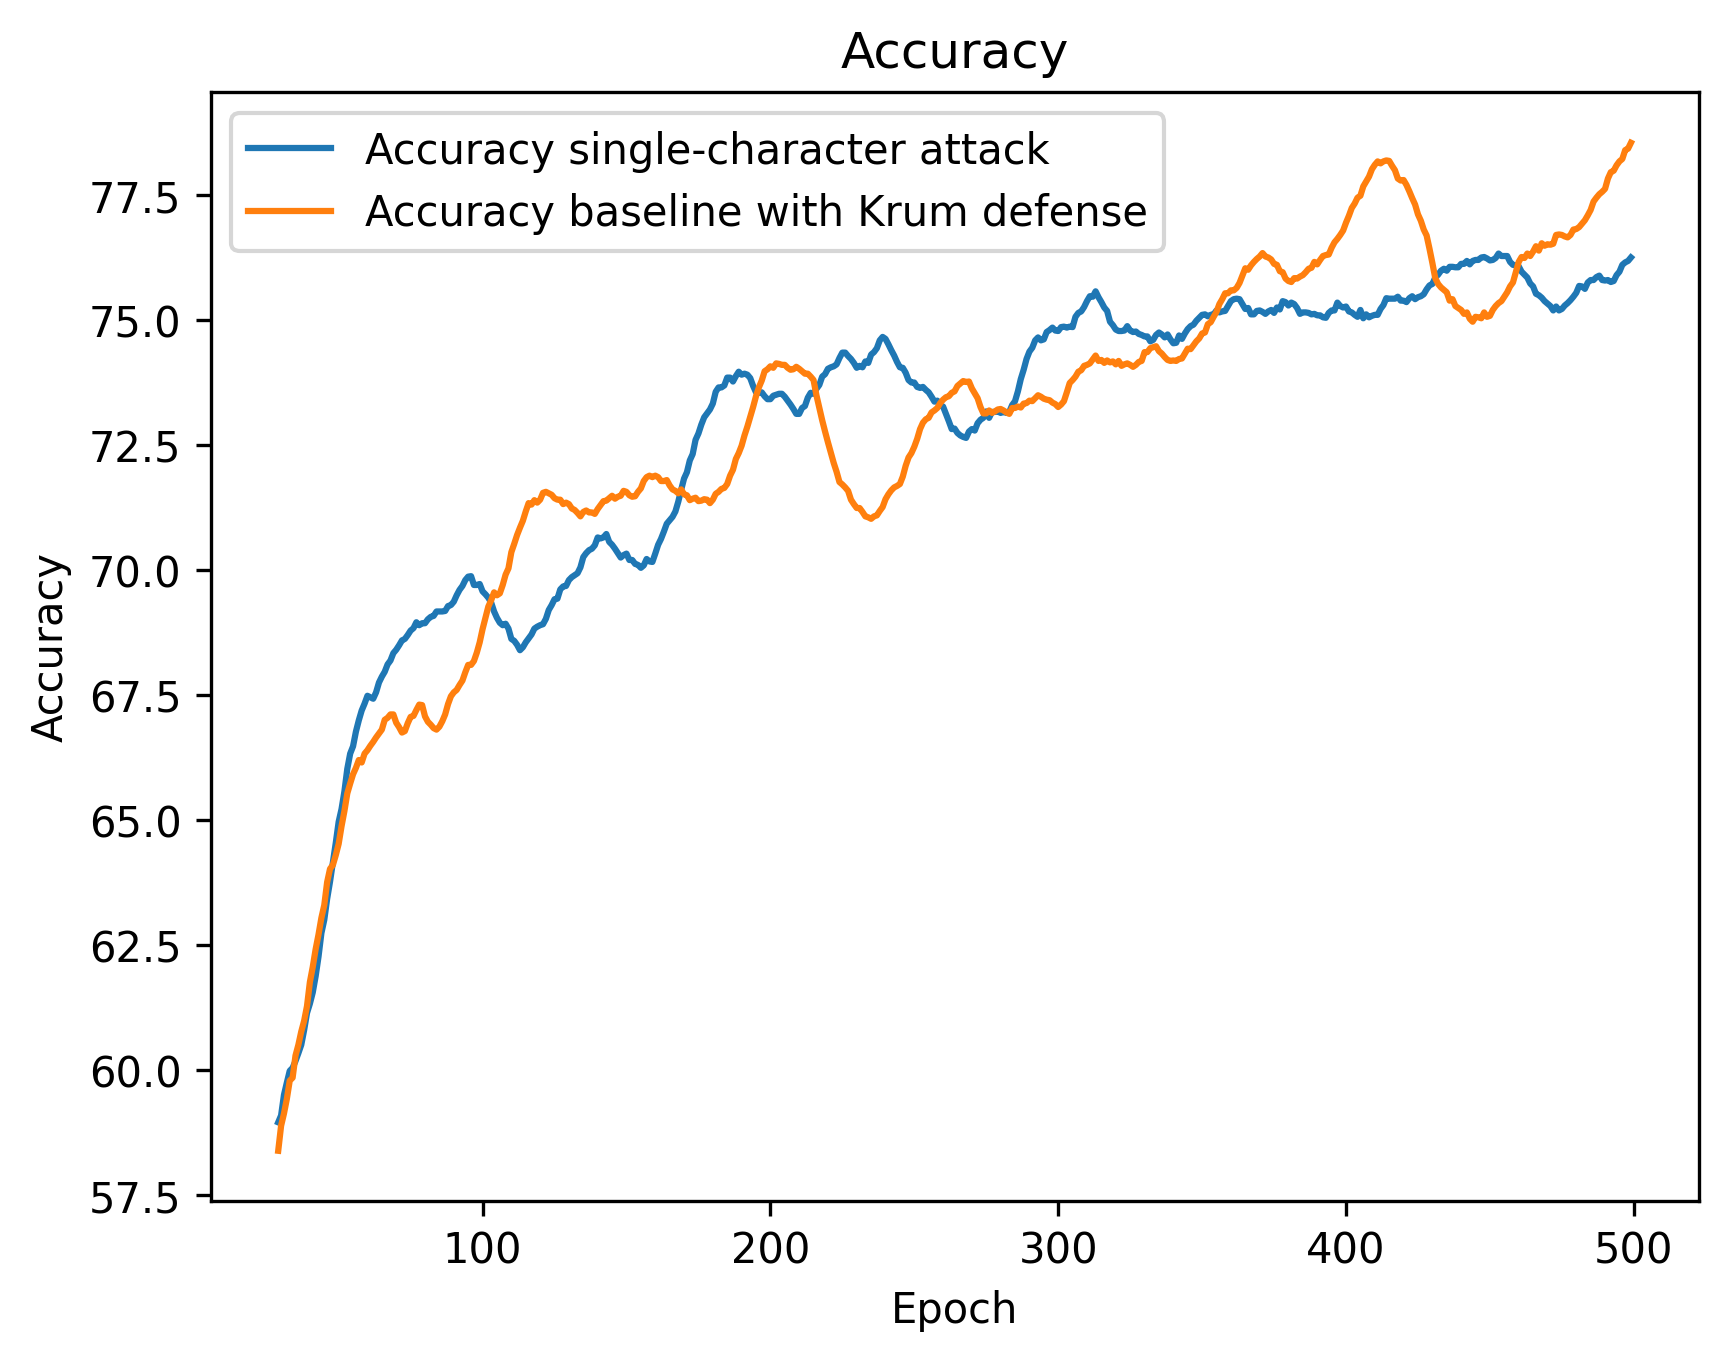 Accuracy
Accuracy single-character attack
Accuracy baseline with Krum defense
77.5
75.0
72.5
70.0
67.5
65.0
62.5
60.0
57.5
Accuracy
100 200 300 400 500
Epoch